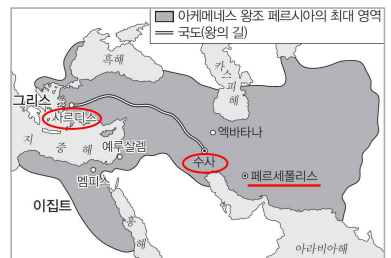 아케메네스 왕조 페르시아의 최대 영역
국도(왕의 길)
흑해
카스피해
그리스
사르디스
엑바타나
지중해
예루살렘
수사
멤피스
페르세폴리스
이집트
홍해
아라비아해